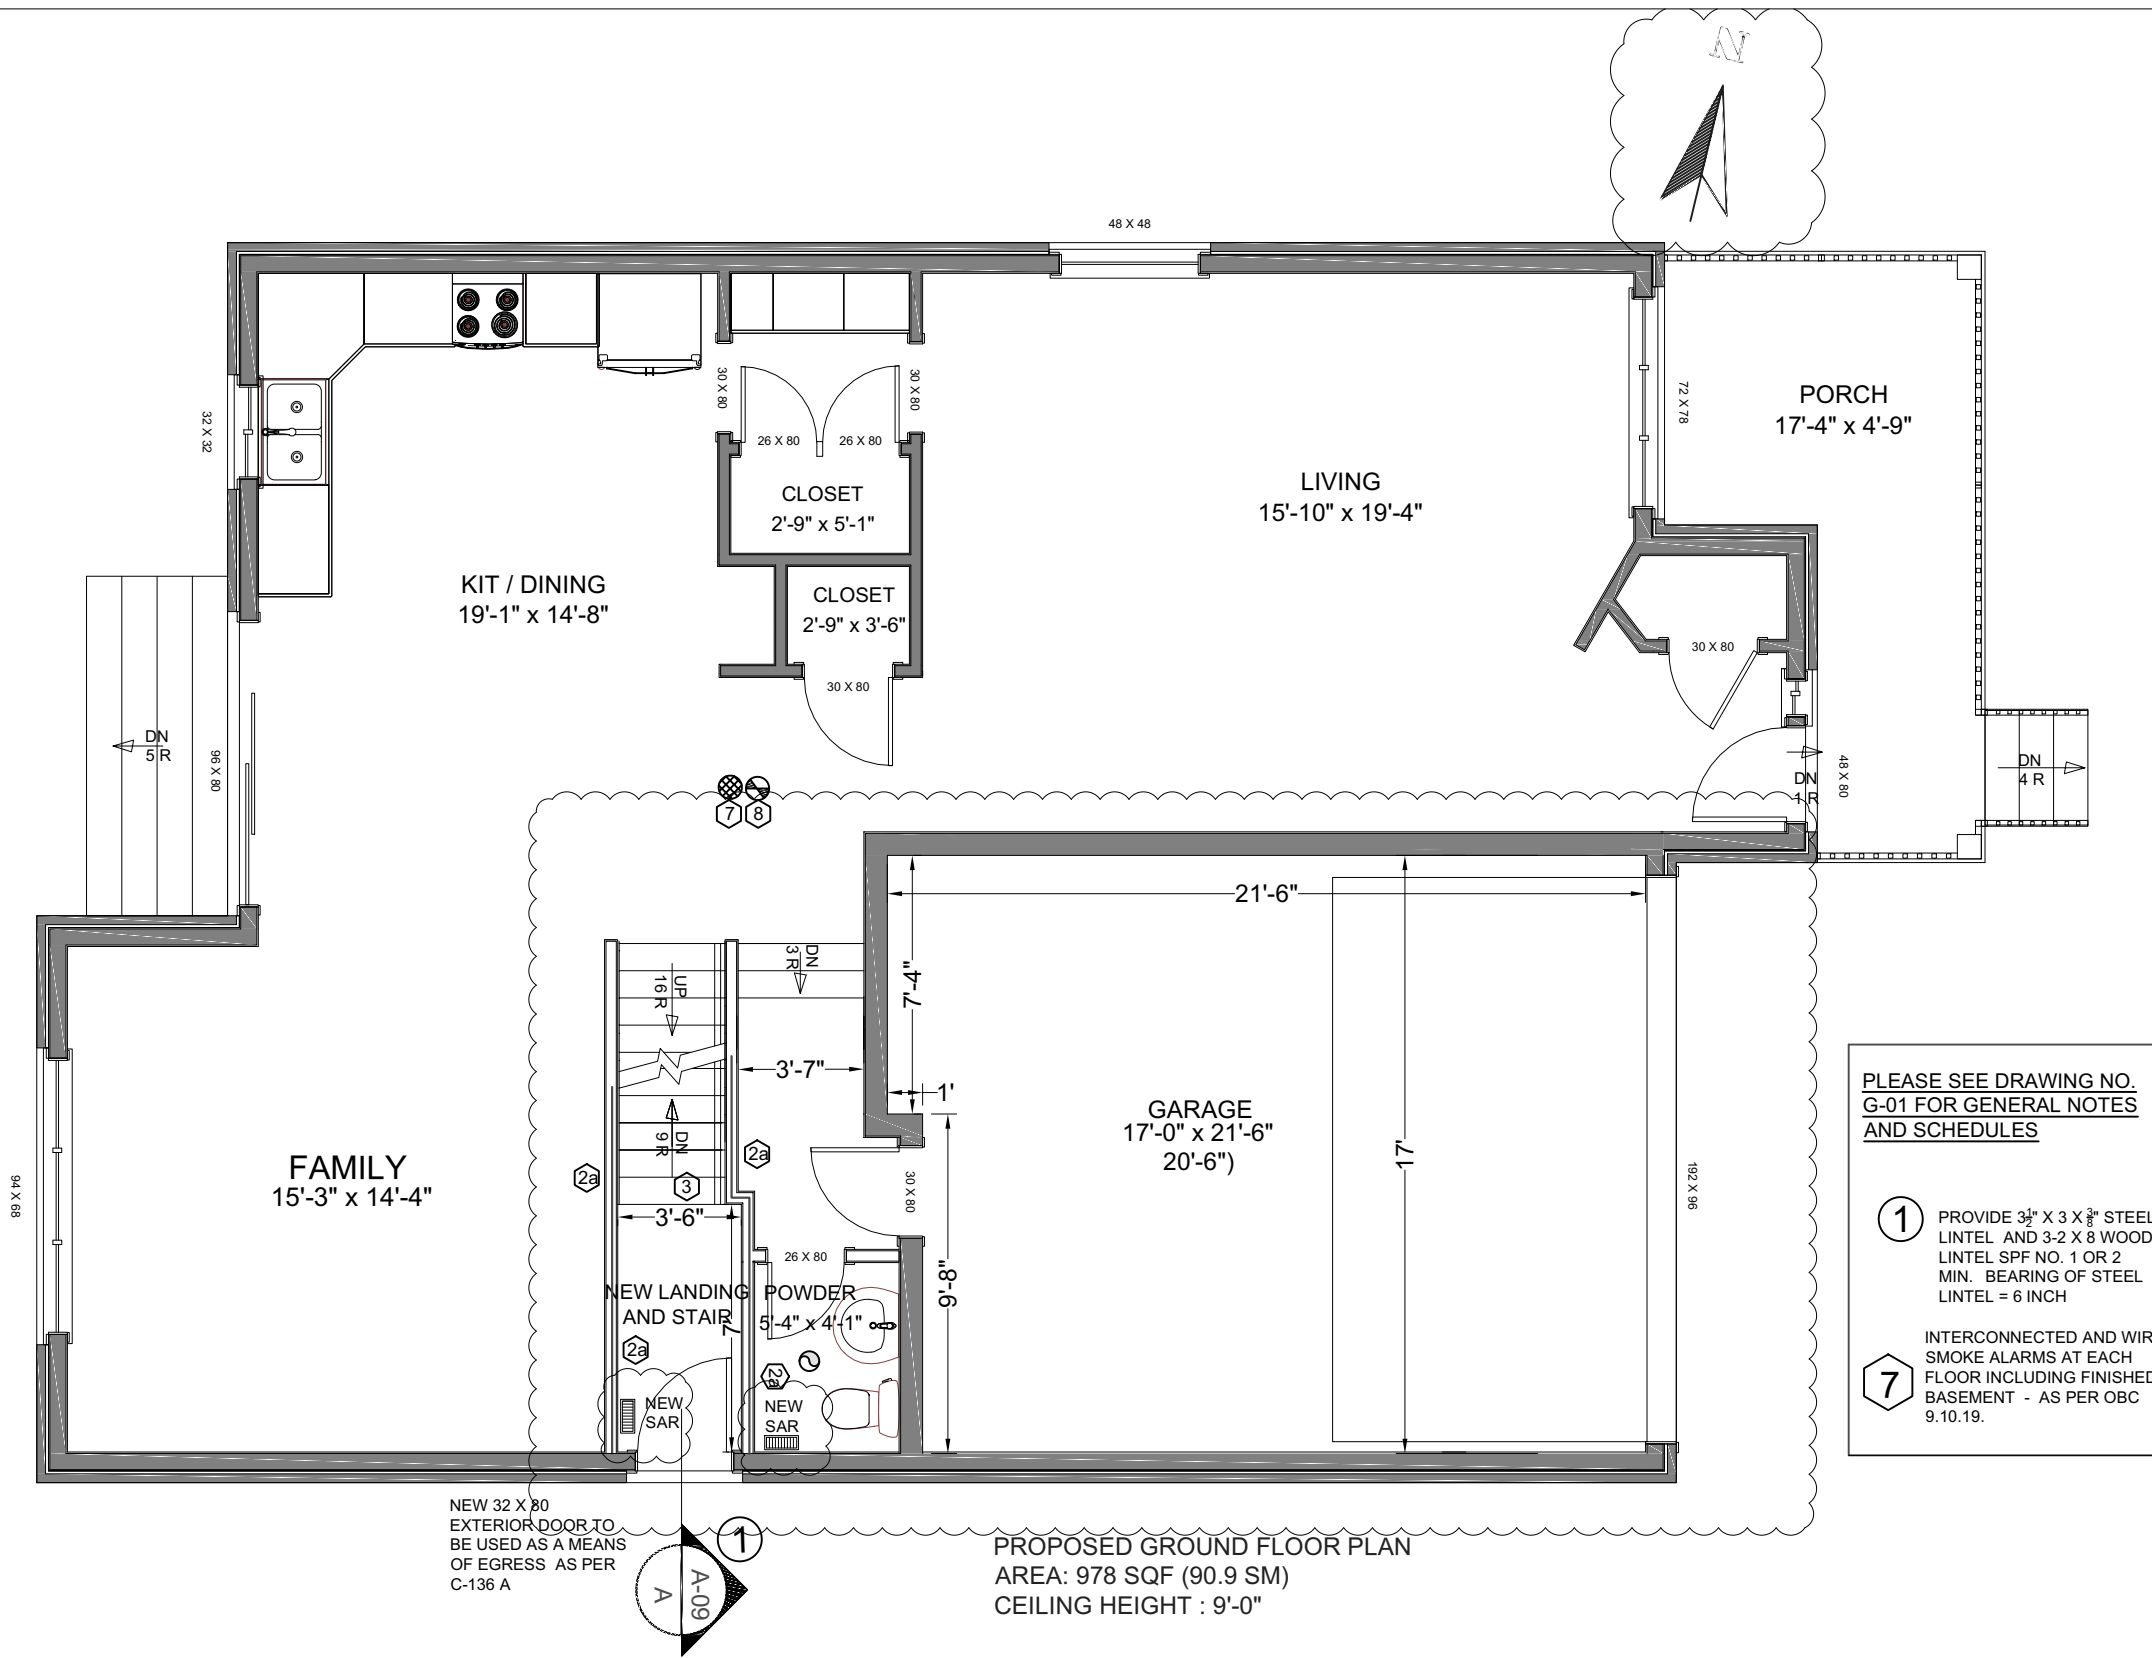 N
48 X 48
32 X 32
30 X 80
30 X 80
26 X 80
26 X 80
CLOSET
2'-9" x 5'-1"
CLOSET
2'-9" x 3'-6"
30 X 80
KIT / DINING
19'-1" x 14'-8"
LIVING
15'-10" x 19'-4"
72 X 78
PORCH
17'-4" x 4'-9"
30 X 80
DN
5 R
96 X 80
DN
1 R
48 X 80
DN
4 R
7
8
21'-6"
7'-4"
17'
1'
GARAGE
17'-0" x 21'-6"
20'-6")
192 X 96
UP
16 R
DN
3 R
3'-7"
DN
9 R
2a
2a
3
3'-6"
30 X 80
9'-8"
FAMILY
15'-3" x 14'-4"
94 X 68
26 X 80
NEW LANDING
AND STAIR
7'
POWDER
5'-4" x 4'-1"
2a
2a
NEW
SAR
NEW
SAR
NEW 32 X 80
EXTERIOR DOOR TO
BE USED AS A MEANS
OF EGRESS AS PER
C-136 A
1
A-09
A
PROPOSED GROUND FLOOR PLAN
AREA: 978 SQF (90.9 SM)
CEILING HEIGHT : 9'-0"
PLEASE SEE DRAWING NO.
G-01 FOR GENERAL NOTES
AND SCHEDULES
1
PROVIDE 3½" X 3 X ⅜" STEEL
LINTEL AND 3-2 X 8 WOOD
LINTEL SPF NO. 1 OR 2
MIN. BEARING OF STEEL
LINTEL = 6 INCH
7
INTERCONNECTED AND WIR
SMOKE ALARMS AT EACH
FLOOR INCLUDING FINISHED
BASEMENT - AS PER OBC
9.10.19.